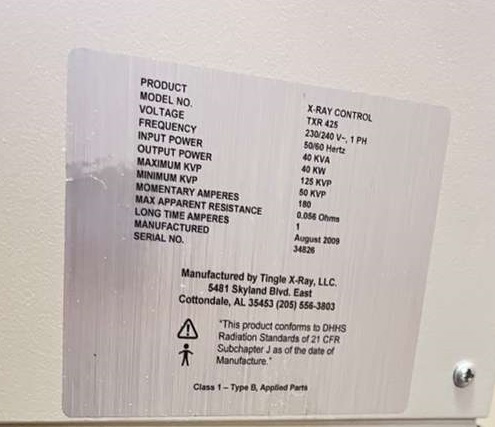 PRODUCT X-RAY CONTROL
MODEL NO. TXR 425
VOLTAGE 230/240 V~, 1 PH
FREQUENCY 50/60 Hertz
INPUT POWER 40 KVA
OUTPUT POWER 40 KW
MAXIMUM KVP 125 KVP
MINIMUM KVP 50 KVP
MOMENTARY AMPERES 180
MAX APPARENT RESISTANCE 0.056 Ohms
LONG TIME AMPERES 1
MANUFACTURED August 2009
SERIAL NO. 34826
Manufactured by Tingle X-Ray, LLC.
5481 Skyland Blvd. East
Cottondale, AL 35453 (205) 556-3803
"This product conforms to DHHS
Radiation Standards of 21 CFR
Subchapter J as of the date of
Manufacture."
Class 1 – Type B, Applied Parts